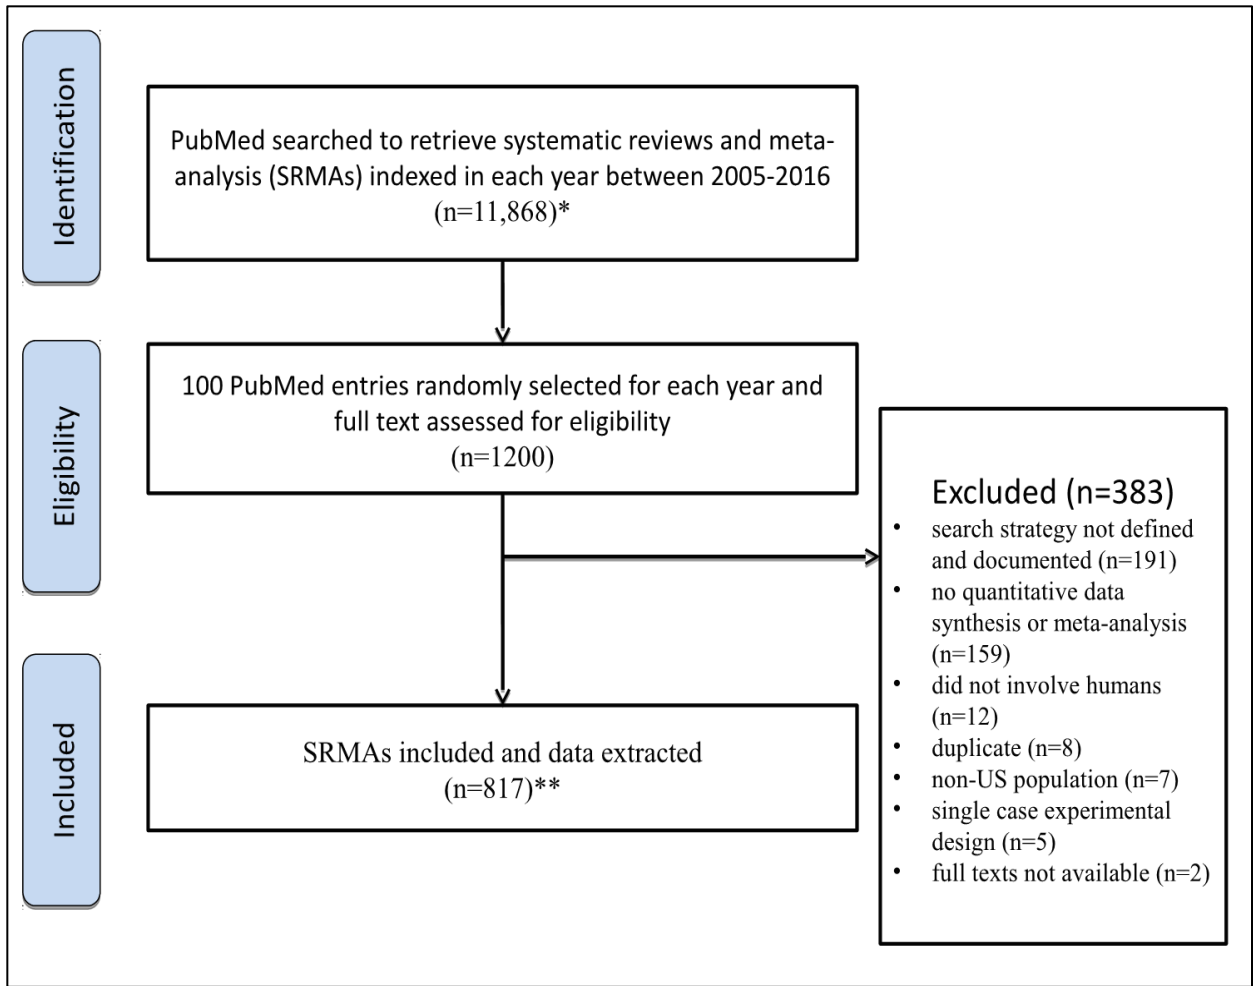 Identification
PubMed searched to retrieve systematic reviews and meta-
analysis (SRMAs) indexed in each year between 2005-2016
(n=11,868)*
Eligibility
100 PubMed entries randomly selected for each year and
full text assessed for eligibility
(n=1200)
Excluded (n=383)
• search strategy not defined
and documented (n=191)
• no quantitative data
synthesis or meta-analysis
(n=159)
• did not involve humans
(n=12)
• duplicate (n=8)
• non-US population (n=7)
• single case experimental
design (n=5)
• full texts not available (n=2)
Included
SRMAs included and data extracted
(n=817)**